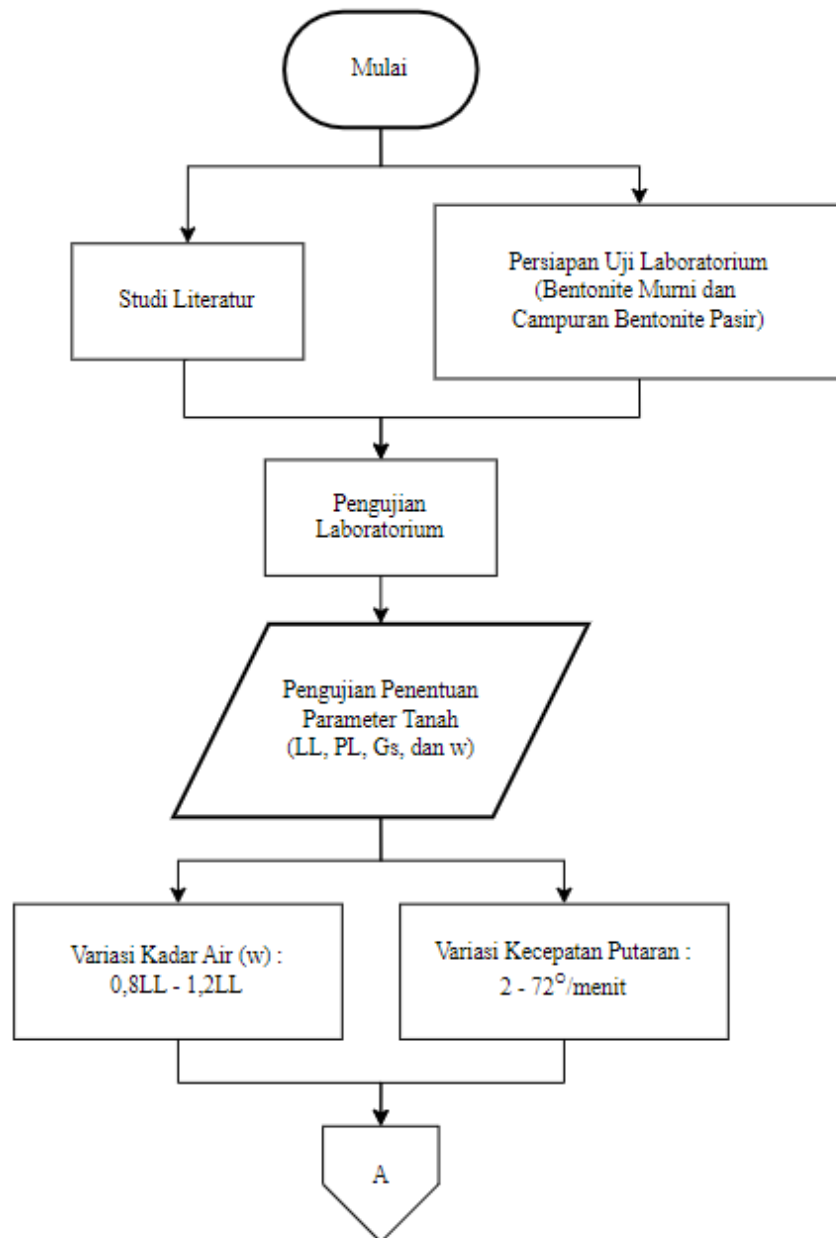 Mulai
Studi Literatur
Persiapan Uji Laboratorium
(Bentonite Murni dan
Campuran Bentonite Pasir)
Pengujian
Laboratorium
Pengujian Penentuan
Parameter Tanah
(LL, PL, Gs, dan w)
Variasi Kadar Air (w) :
0,8LL - 1,2LL
Variasi Kecepatan Putaran :
2 - 72°/menit
A